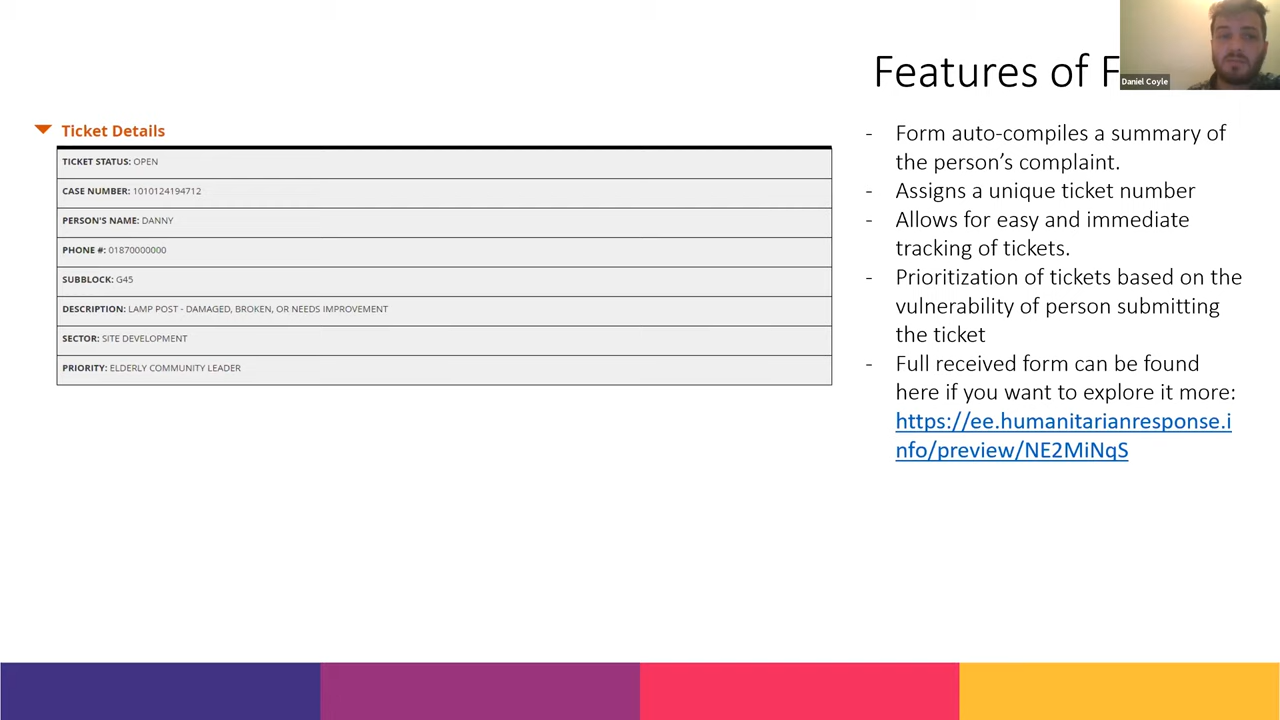 Features of F
Daniel Coyle
Ticket Details
TICKET STATUS: OPEN
CASE NUMBER: 1010124194712
PERSON'S NAME: DANNY
PHONE #: 01870000000
SUBBLOCK: G45
DESCRIPTION: LAMP POST - DAMAGED, BROKEN, OR NEEDS IMPROVEMENT
SECTOR: SITE DEVELOPMENT
PRIORITY: ELDERLY COMMUNITY LEADER
- Form auto-compiles a summary of
the person’s complaint.
- Assigns a unique ticket number
- Allows for easy and immediate
tracking of tickets.
- Prioritization of tickets based on the
vulnerability of person submitting
the ticket
- Full received form can be found
here if you want to explore it more:
https://ee.humanitarianresponse.i
nfo/preview/NE2MiNqS